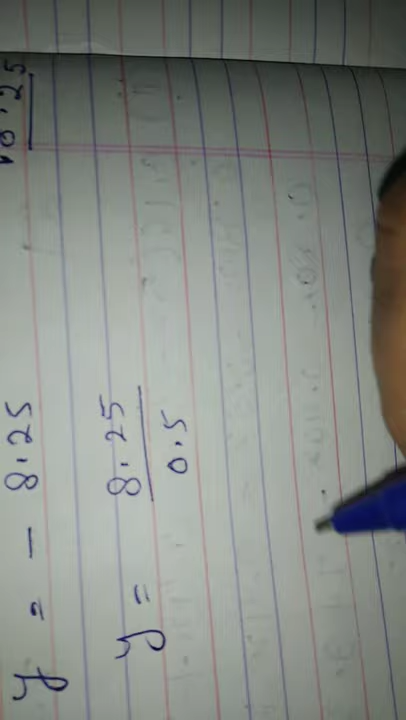 y = - 8.25
y = 8.25
0.5